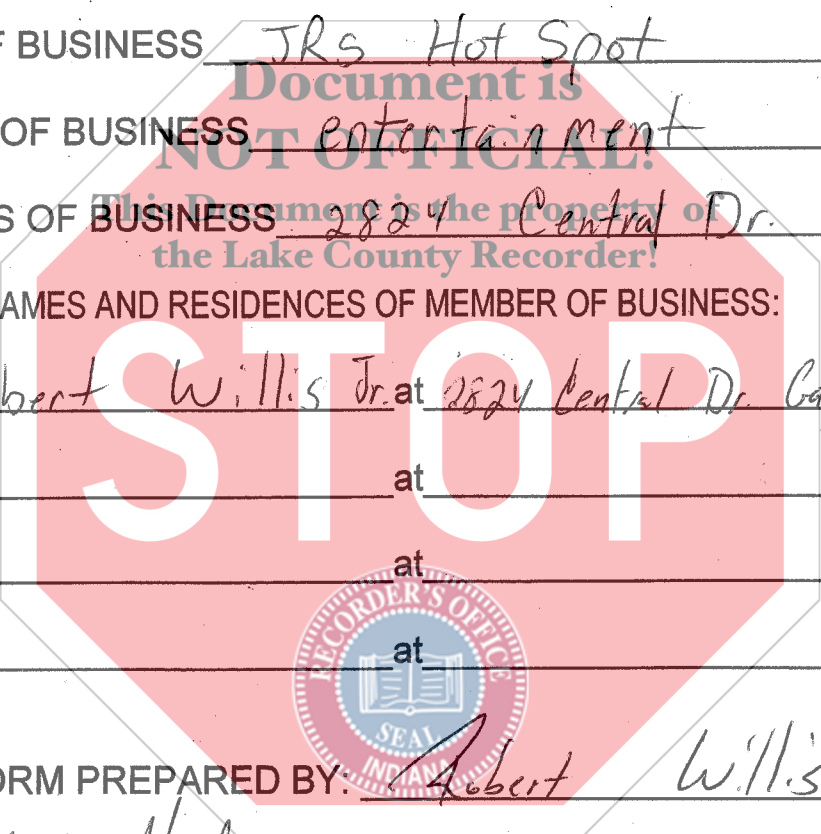 F BUSINESS JRs Hot Spot
Document is
OF BUSINESS entertainment
NOT OFFICIAL!
S OF BUSINESS 2824 Central Dr.
This Document is the property of
the Lake County Recorder!
AMES AND RESIDENCES OF MEMBER OF BUSINESS:
bert Willis Jr. at 2824 Central Dr. Ga
STOP
at
at
at
RECORDER'S OFFICE
SEAL
INDIANA
ORM PREPARED BY: Robert Willis